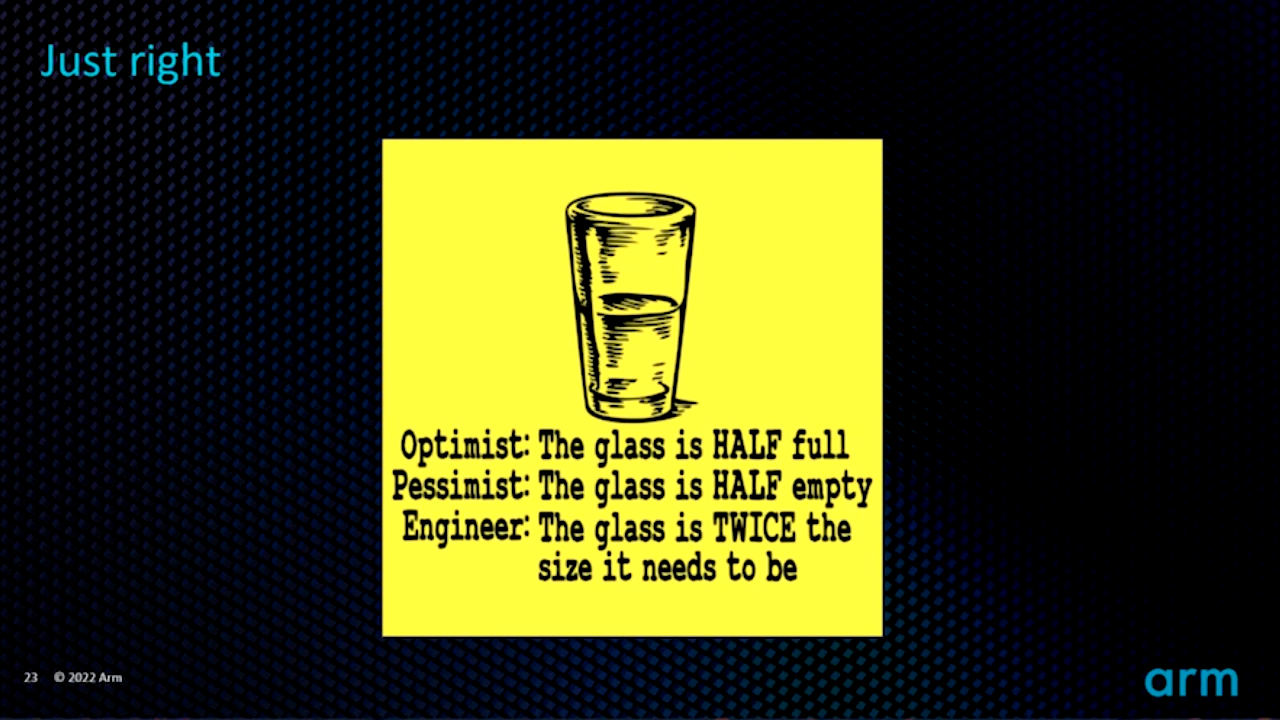 Just right
Optimist: The glass is HALF full
Pessimist: The glass is HALF empty
Engineer: The glass is TWICE the
size it needs to be
23 © 2022 Arm
arm